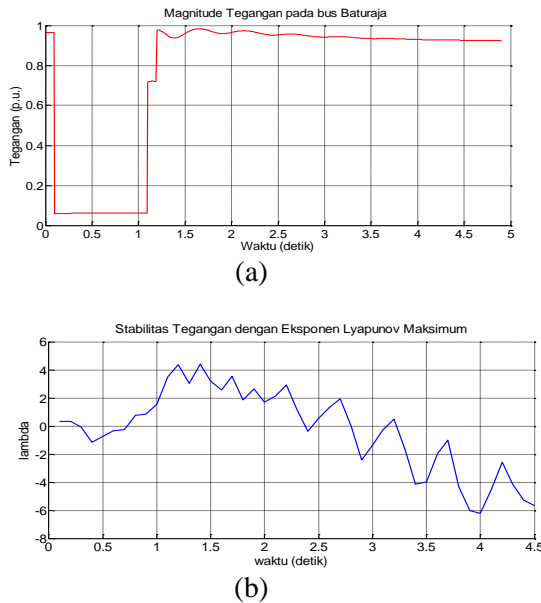 Magnitude Tegangan pada bus Baturaja
Tegangan (p.u.)
1
0.8
0.6
0.4
0.2
0
0 0.5 1 1.5 2 2.5 3 3.5 4 4.5 5
Waktu (detik)
(a)
Stabilitas Tegangan dengan Eksponen Lyapunov Maksimum
lambda
6
4
2
0
-2
-4
-6
-8
0 0.5 1 1.5 2 2.5 3 3.5 4 4.5
waktu (detik)
(b)